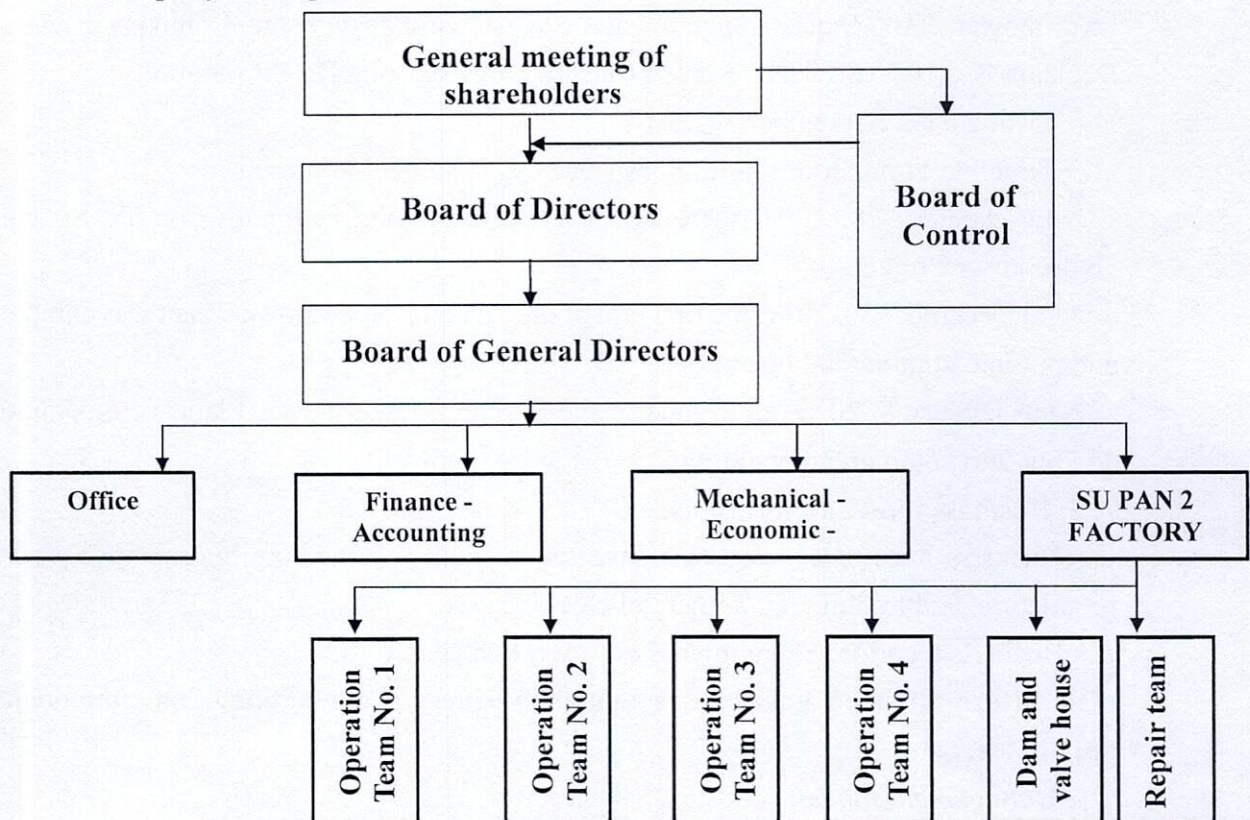 General meeting of
shareholders
Board of Directors
Board of
Control
Board of General Directors
Office
Finance -
Accounting
Mechanical -
Economic -
SU PAN 2
FACTORY
Operation
Team No. 1
Operation
Team No. 2
Operation
Team No. 3
Operation
Team No. 4
Dam and
valve house
Repair team